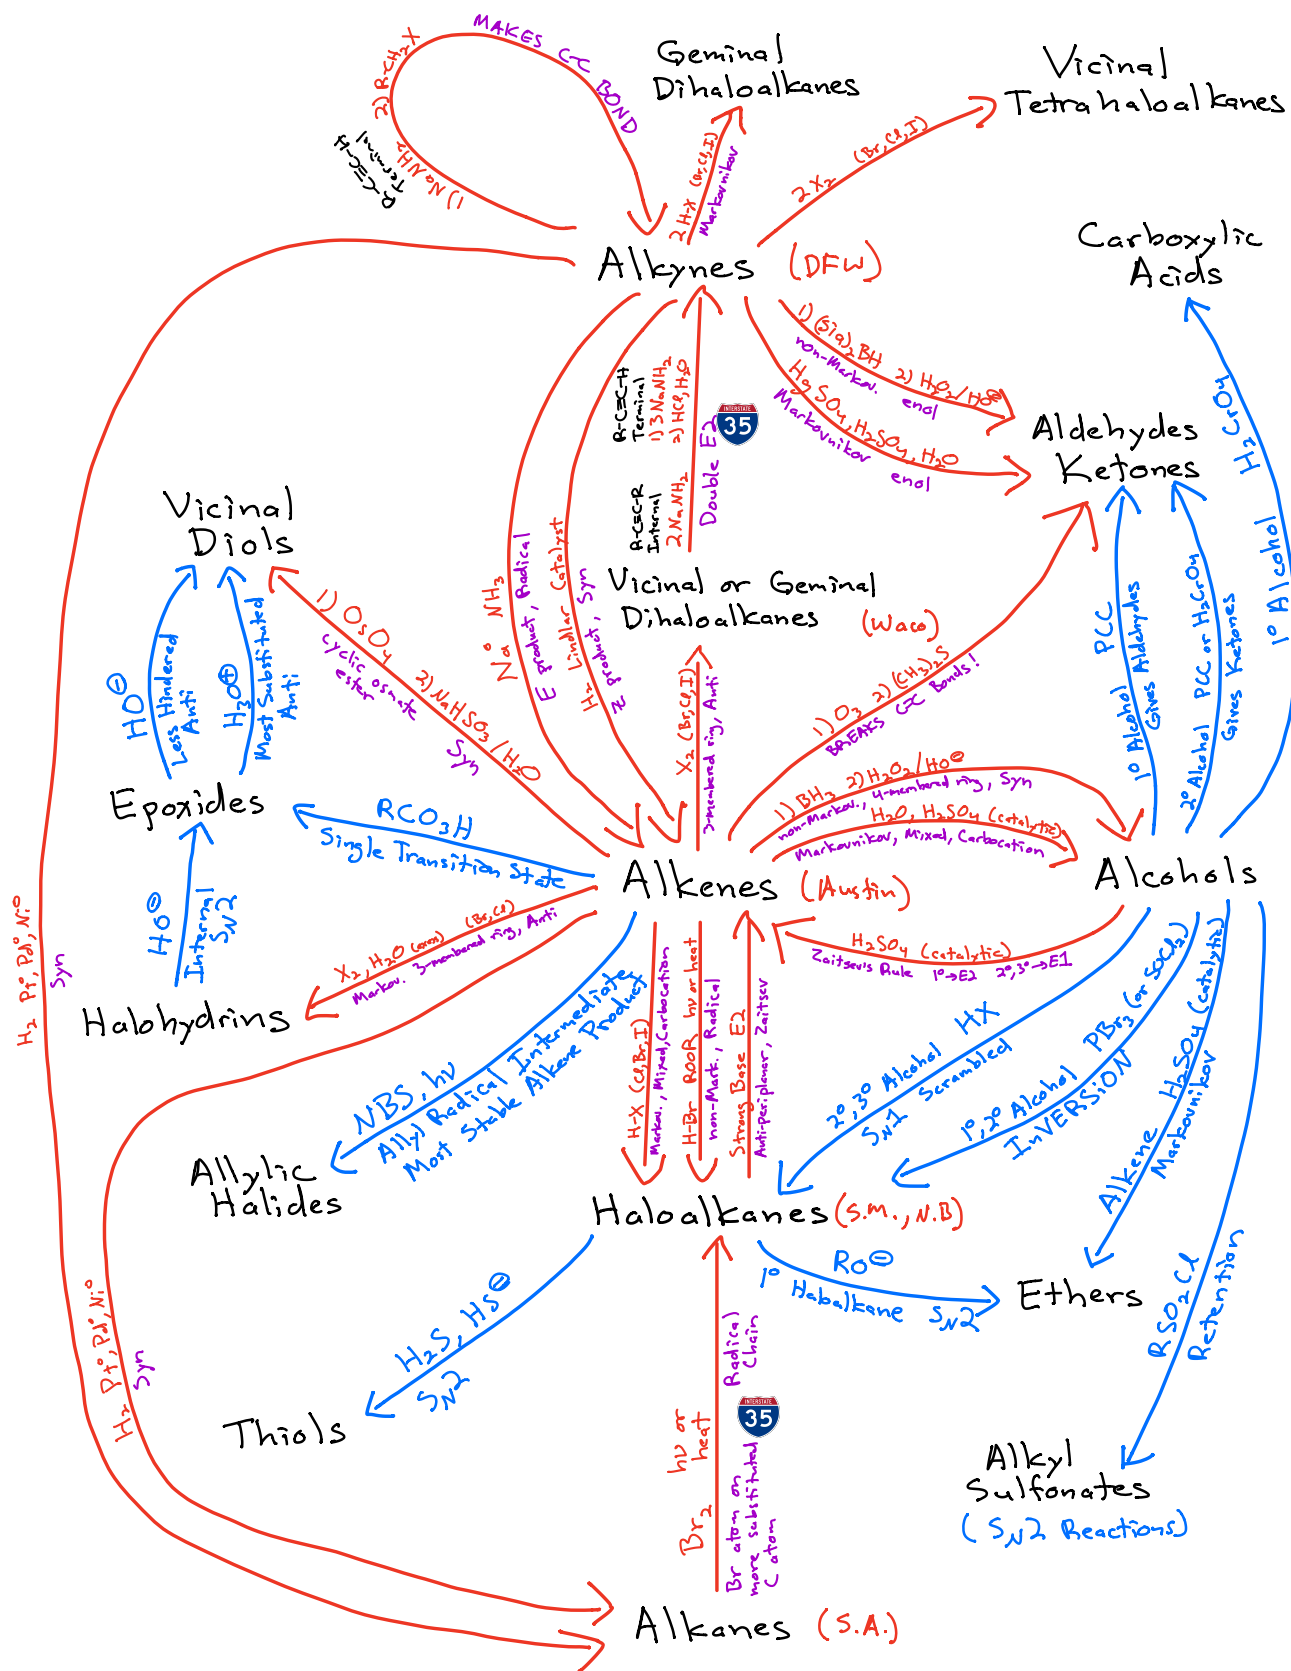 MAKES C-C BOND
2) R-CH2X
1) NaNH2
Terminal
R-C≡C-H
Geminal
Dihaloalkanes
2 H-X (Br,Cl,I)
Markovnikov
Vicinal
Tetrahaloalkanes
2 X2 (Br,Cl,I)
Alkynes (DFW)
Carboxylic
Acids
1) (Sia)2BH 2) H2O2/HO⊖
non-Markov. enol
HgSO4, H2SO4, H2O
Markovnikov enol
Aldehydes
Ketones
R-C≡C-H
Terminal
1) 3 NaNH2
2) HCl, H2O
R-C≡C-R
Internal
2 NaNH2
Double E2
INTERSTATE
35
Na° NH3
E product, Radical
H2 Lindlar Catalyst
Z product, Syn
Vicinal
Diols
Vicinal or Geminal
Dihaloalkanes (Waco)
1) OsO4 2) NaHSO3/H2O
cyclic osmate
ester
Syn
HO⊖
Less Hindered
Anti
H3O⊕
Most Substituted
Anti
X2 (Br,Cl,I)
3-membered ring, Anti
1) O3 2) (CH3)2S
BREAKS C=C Bonds!
PCC
1° Alcohol
Gives Aldehydes
2° Alcohol PCC or H2CrO4
Gives Ketones
1° Alcohol H2CrO4
Epoxides
RCO3H
Single Transition State
1) BH3 2) H2O2/HO⊖
non-Markov., 4-membered ring, Syn
H2O, H2SO4 (catalytic)
Markovnikov, Mixed, Carbocation
Alkenes (Austin)
Alcohols
H2SO4 (catalytic)
Zaitsev's Rule 1°→E2 2°,3°→E1
HO⊖
Internal
SN2
X2, H2O (excess) (Br,Cl)
Markov. 3-membered ring, Anti
Halohydrins
H2 Pt°, Pd°, Ni°
Syn
NBS, hν
Allyl Radical Intermediate
Most Stable Alkene Product
Allylic
Halides
H-X (Cl,Br,I)
Markov., Mixed, Carbocation
H-Br ROOR hν or heat
non-Mark., Radical
Strong Base E2
Anti-periplanar, Zaitsev
2°,3° Alcohol HX
SN1 Scrambled
1°,2° Alcohol PBr3 (or SOCl2)
InVERSION
Alkene H2SO4 (catalytic)
Markovnikov
RSO2Cl
Retention
Haloalkanes (S.M., N.B)
RO⊖
1° Haloalkane SN2
Ethers
H2S, HS⊖
SN2
Thiols
H2 Pt°, Pd°, Ni°
Syn
Radical
Chain
INTERSTATE
35
Br2 hν or
heat
Br atom on
more substituted
C atom
Alkyl
Sulfonates
(SN2 Reactions)
Alkanes (S.A.)